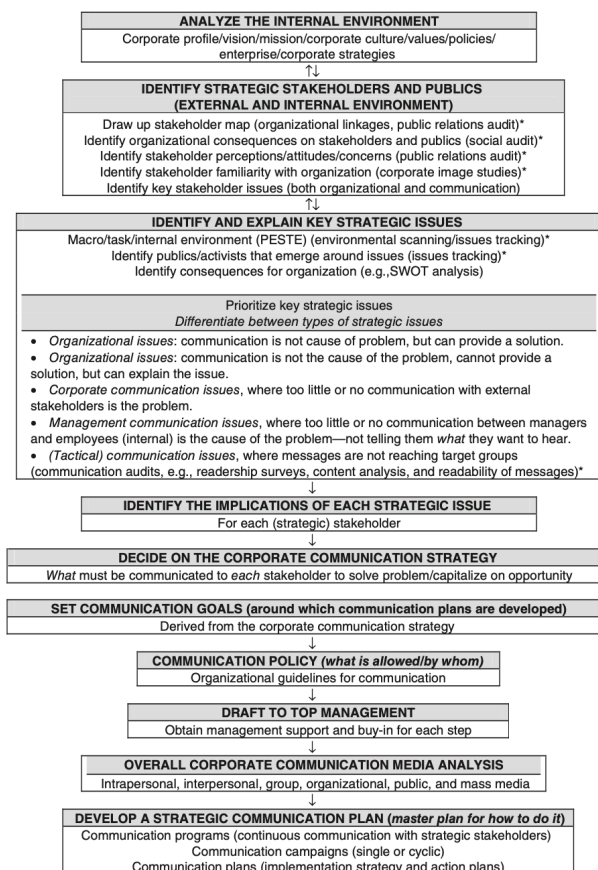 ANALYZE THE INTERNAL ENVIRONMENT
Corporate profile/vision/mission/corporate culture/values/policies/
enterprise/corporate strategies
↑↓
IDENTIFY STRATEGIC STAKEHOLDERS AND PUBLICS
(EXTERNAL AND INTERNAL ENVIRONMENT)
Draw up stakeholder map (organizational linkages, public relations audit)*
Identify organizational consequences on stakeholders and publics (social audit)*
Identify stakeholder perceptions/attitudes/concerns (public relations audit)*
Identify stakeholder familiarity with organization (corporate image studies)*
Identify key stakeholder issues (both organizational and communication)
↑↓
IDENTIFY AND EXPLAIN KEY STRATEGIC ISSUES
Macro/task/internal environment (PESTE) (environmental scanning/issues tracking)*
Identify publics/activists that emerge around issues (issues tracking)*
Identify consequences for organization (e.g.,SWOT analysis)
Prioritize key strategic issues
Differentiate between types of strategic issues
• Organizational issues: communication is not cause of problem, but can provide a solution.
• Organizational issues: communication is not the cause of the problem, cannot provide a
solution, but can explain the issue.
• Corporate communication issues, where too little or no communication with external
stakeholders is the problem.
• Management communication issues, where too little or no communication between managers
and employees (internal) is the cause of the problem—not telling them what they want to hear.
• (Tactical) communication issues, where messages are not reaching target groups
(communication audits, e.g., readership surveys, content analysis, and readability of messages)*
↓
IDENTIFY THE IMPLICATIONS OF EACH STRATEGIC ISSUE
For each (strategic) stakeholder
↓
DECIDE ON THE CORPORATE COMMUNICATION STRATEGY
What must be communicated to each stakeholder to solve problem/capitalize on opportunity
SET COMMUNICATION GOALS (around which communication plans are developed)
Derived from the corporate communication strategy
↓
COMMUNICATION POLICY (what is allowed/by whom)
Organizational guidelines for communication
↓
DRAFT TO TOP MANAGEMENT
Obtain management support and buy-in for each step
↓
OVERALL CORPORATE COMMUNICATION MEDIA ANALYSIS
Intrapersonal, interpersonal, group, organizational, public, and mass media
↓
DEVELOP A STRATEGIC COMMUNICATION PLAN (master plan for how to do it)
Communication programs (continuous communication with strategic stakeholders)
Communication campaigns (single or cyclic)
Communication plans (implementation strategy and action plans)